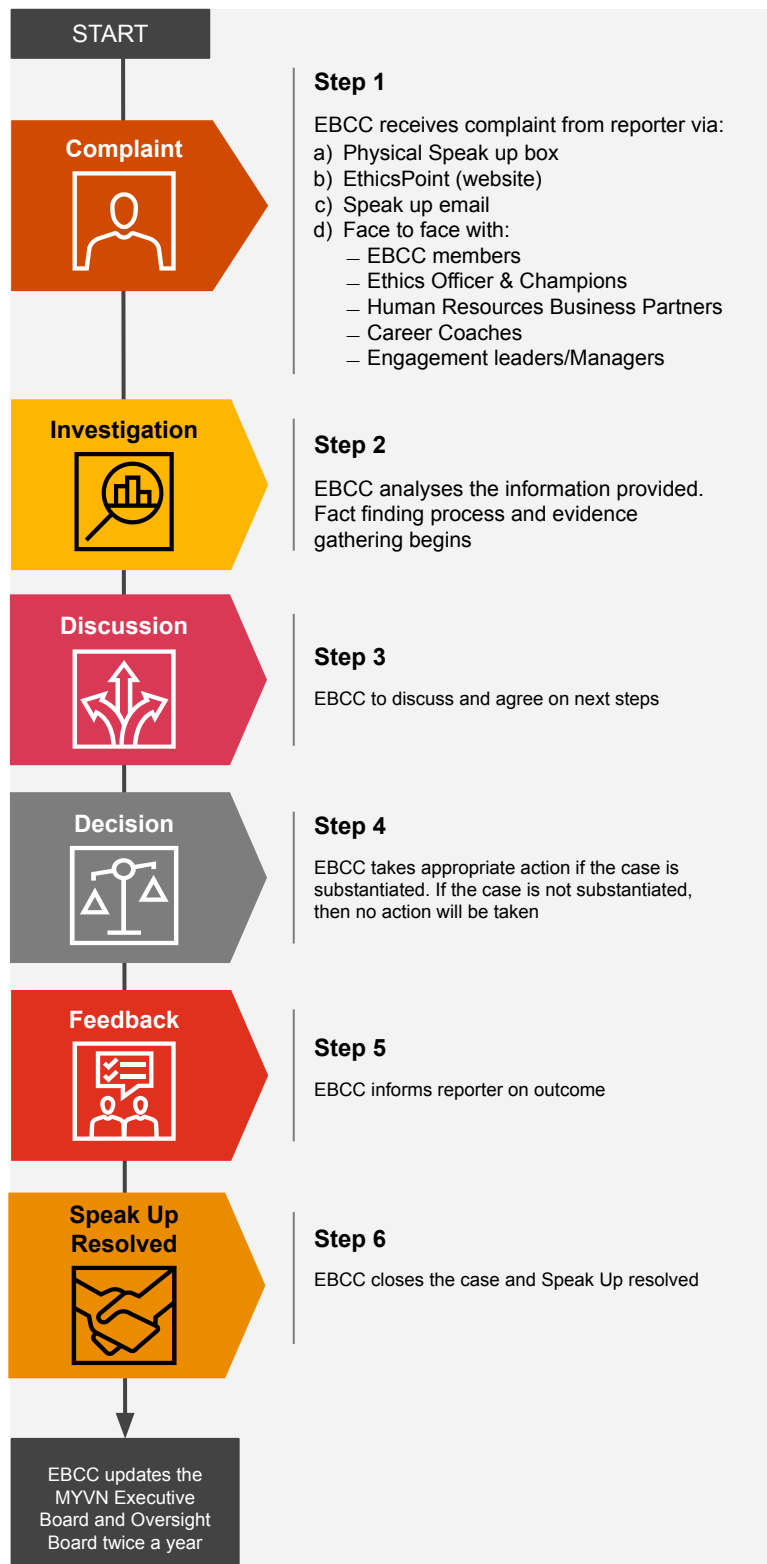 START
Complaint
Step 1
EBCC receives complaint from reporter via:
a) Physical Speak up box
b) EthicsPoint (website)
c) Speak up email
d) Face to face with:
— EBCC members
— Ethics Officer & Champions
— Human Resources Business Partners
— Career Coaches
— Engagement leaders/Managers
Investigation
Step 2
EBCC analyses the information provided.
Fact finding process and evidence
gathering begins
Discussion
Step 3
EBCC to discuss and agree on next steps
Decision
Step 4
EBCC takes appropriate action if the case is
substantiated. If the case is not substantiated,
then no action will be taken
Feedback
Step 5
EBCC informs reporter on outcome
Speak Up
Resolved
Step 6
EBCC closes the case and Speak Up resolved
EBCC updates the
MYVN Executive
Board and Oversight
Board twice a year